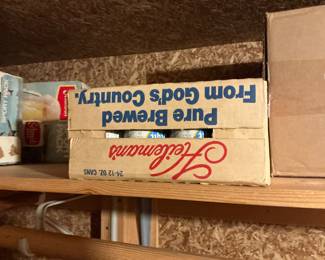 Heileman's
24-12 OZ. CANS
Pure Brewed
From God's Country.